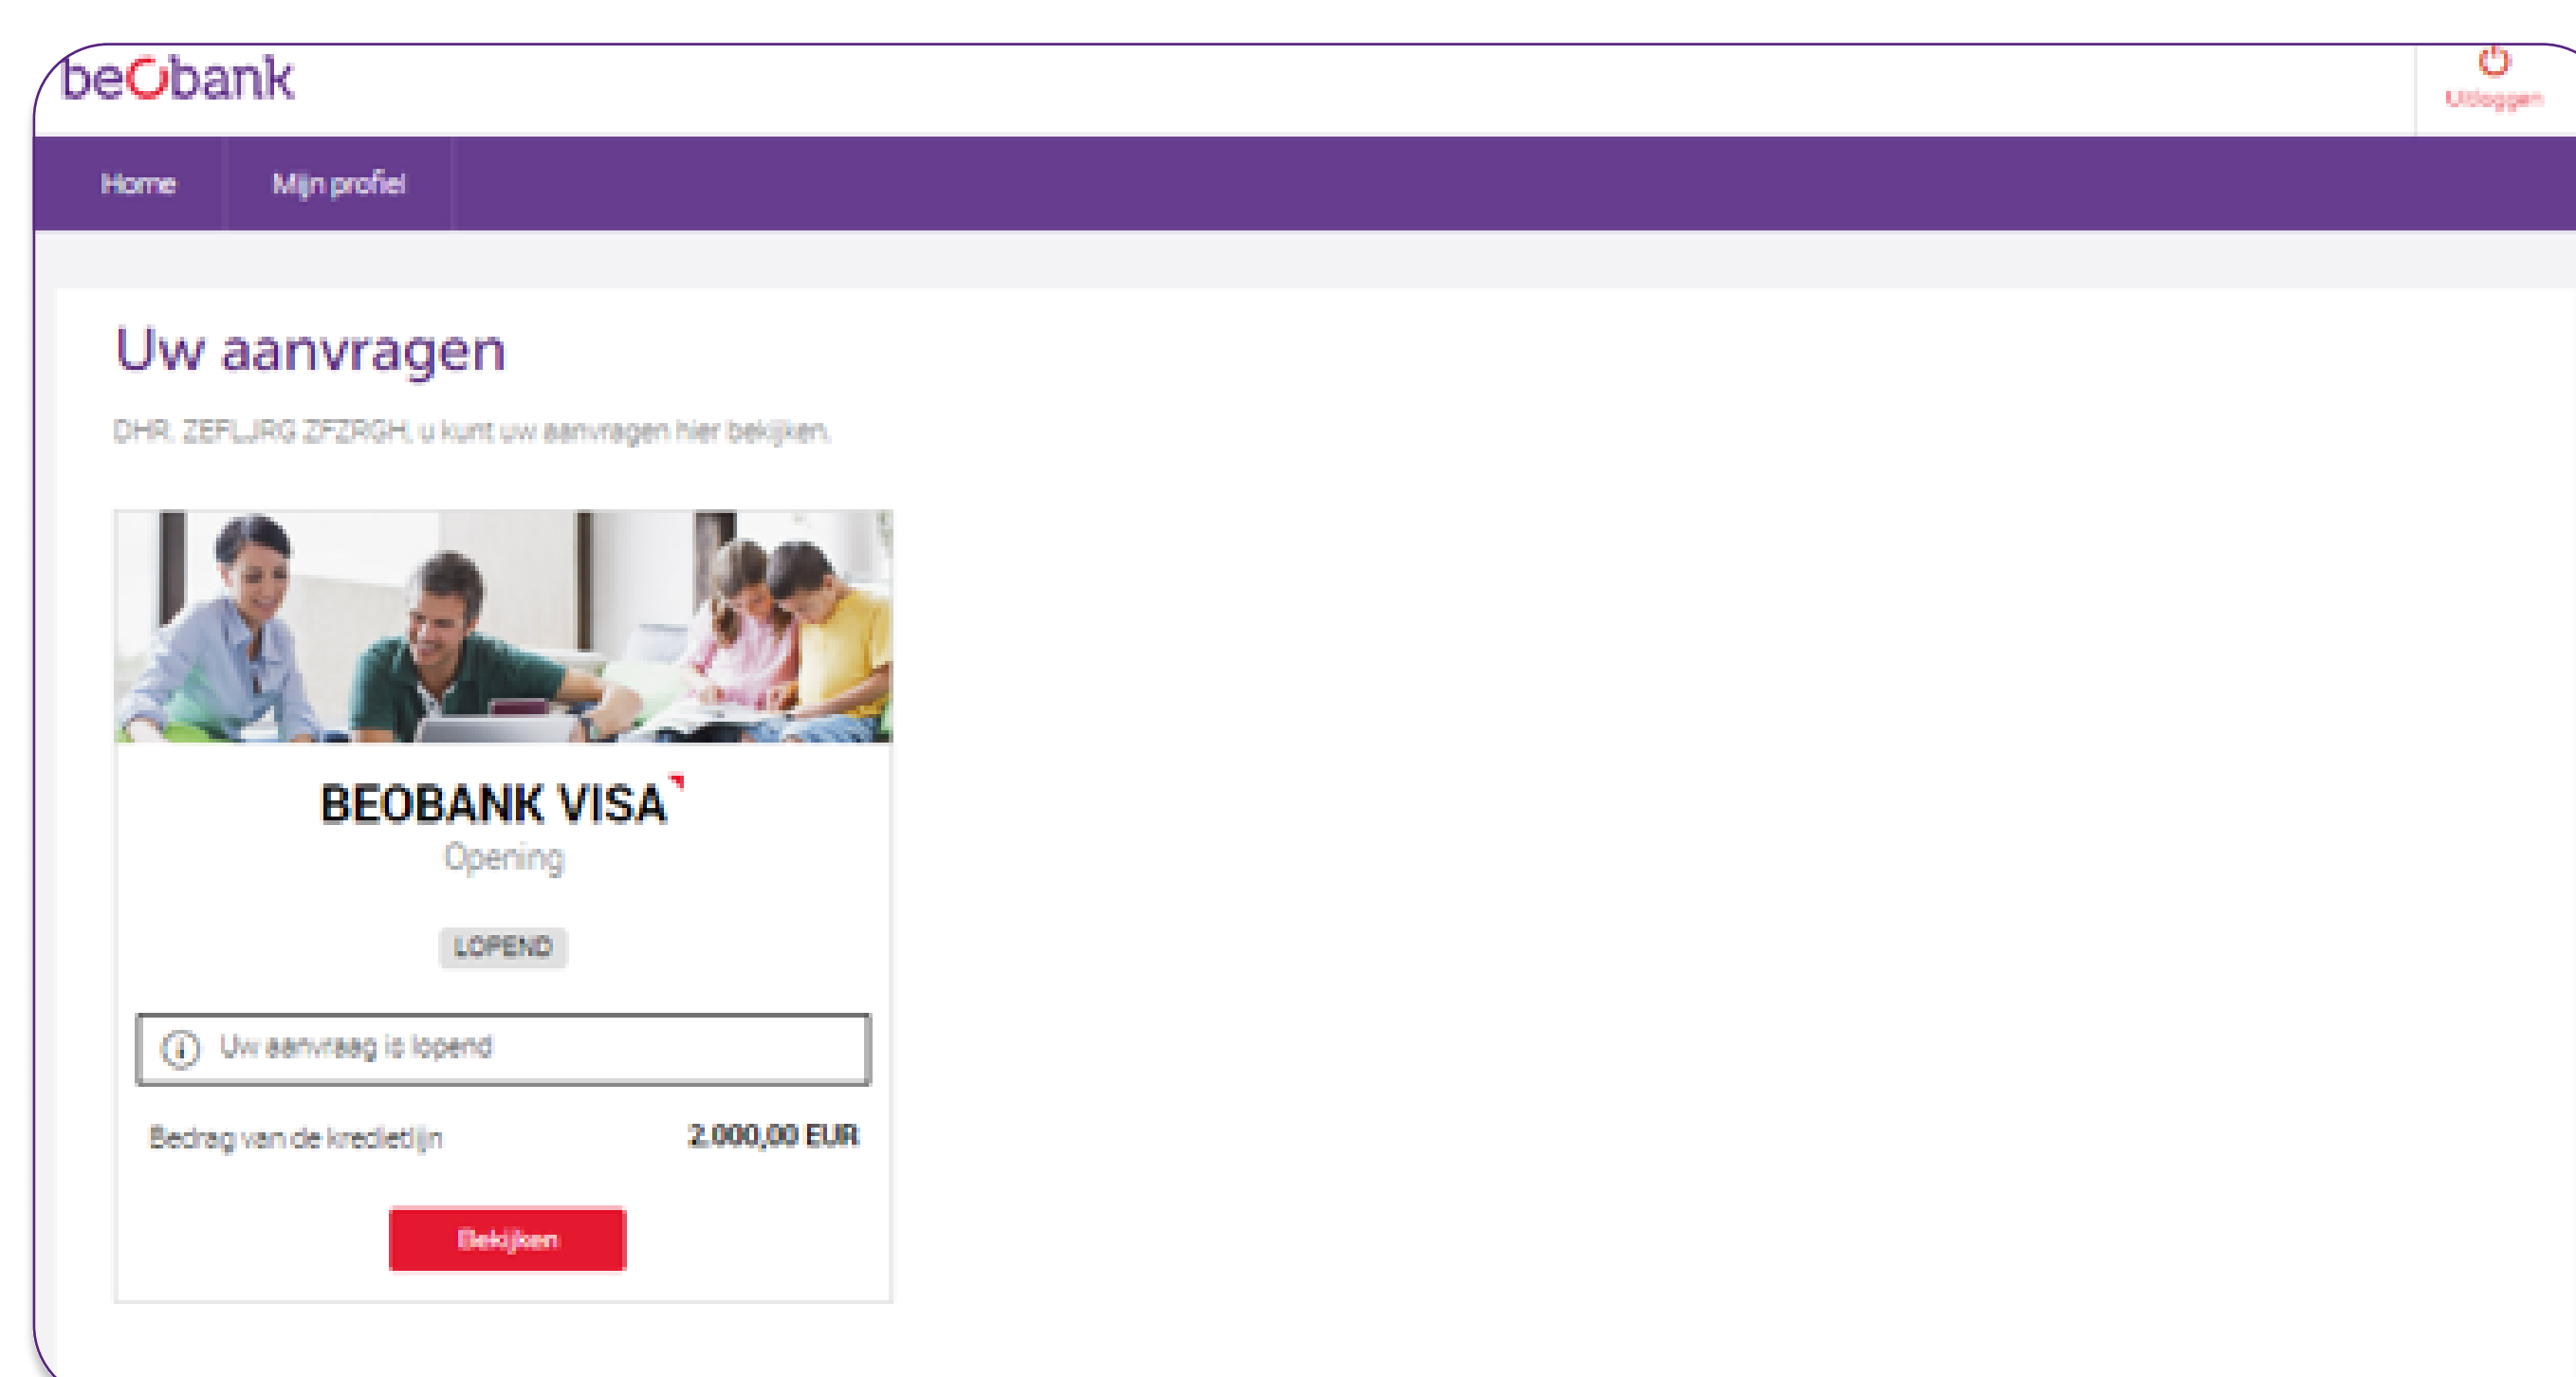 beobank
Uitloggen
Home
Mijn profiel
Uw aanvragen
DHR. ZEFLJRG ZFZRGH, u kunt uw aanvragen hier bekijken.
BEOBANK VISA
Opening
LOPEND
Uw aanvraag is lopend
Bedrag van de kredietlijn 2.000,00 EUR
Bekijken